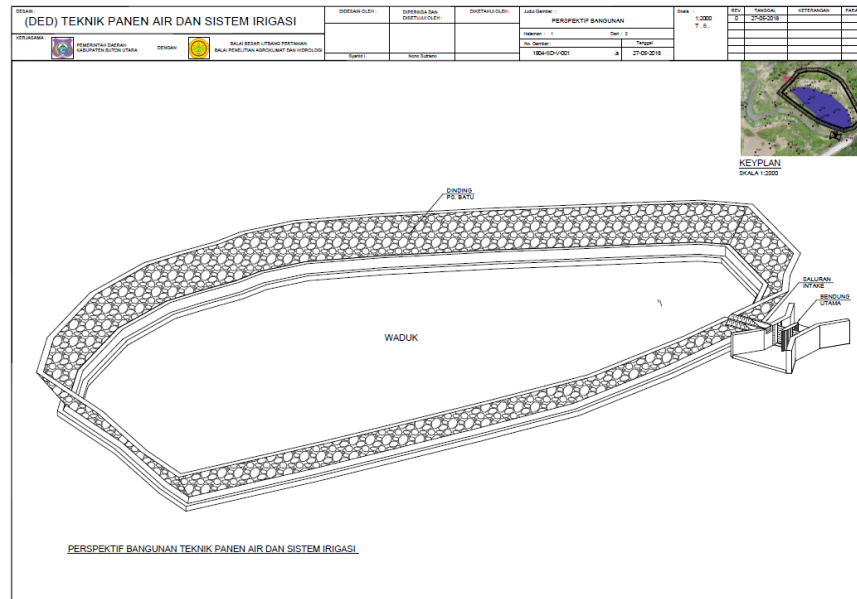 DESAIN :
(DED) TEKNIK PANEN AIR DAN SISTEM IRIGASI
KERJASAMA :
PEMERINTAH DAERAH
KABUPATEN BUTON UTARA
DENGAN
BALAI BESAR LITBANG PERTANIAN
BALAI PENELITIAN AGROKLIMAT DAN HIDROLOGI
DIDESAIN OLEH :
DIPERIKSA DAN
DISETUJUI OLEH :
DIKETAHUI OLEH :
Nono Sutrisno
Judul Gambar :
PERSPEKTIF BANGUNAN
Halaman : 1
Dari : 2
No. Gambar :
Tanggal
27-05-2018
Skala :
1:2000
T . S .
REV.
TANGGAL
KETERANGAN
PARAF
0
27-05-2018
KEYPLAN
SKALA 1:2000
DINDING
PS. BATU
SALURAN
INTAKE
BENDUNG
UTAMA
WADUK
PERSPEKTIF BANGUNAN TEKNIK PANEN AIR DAN SISTEM IRIGASI